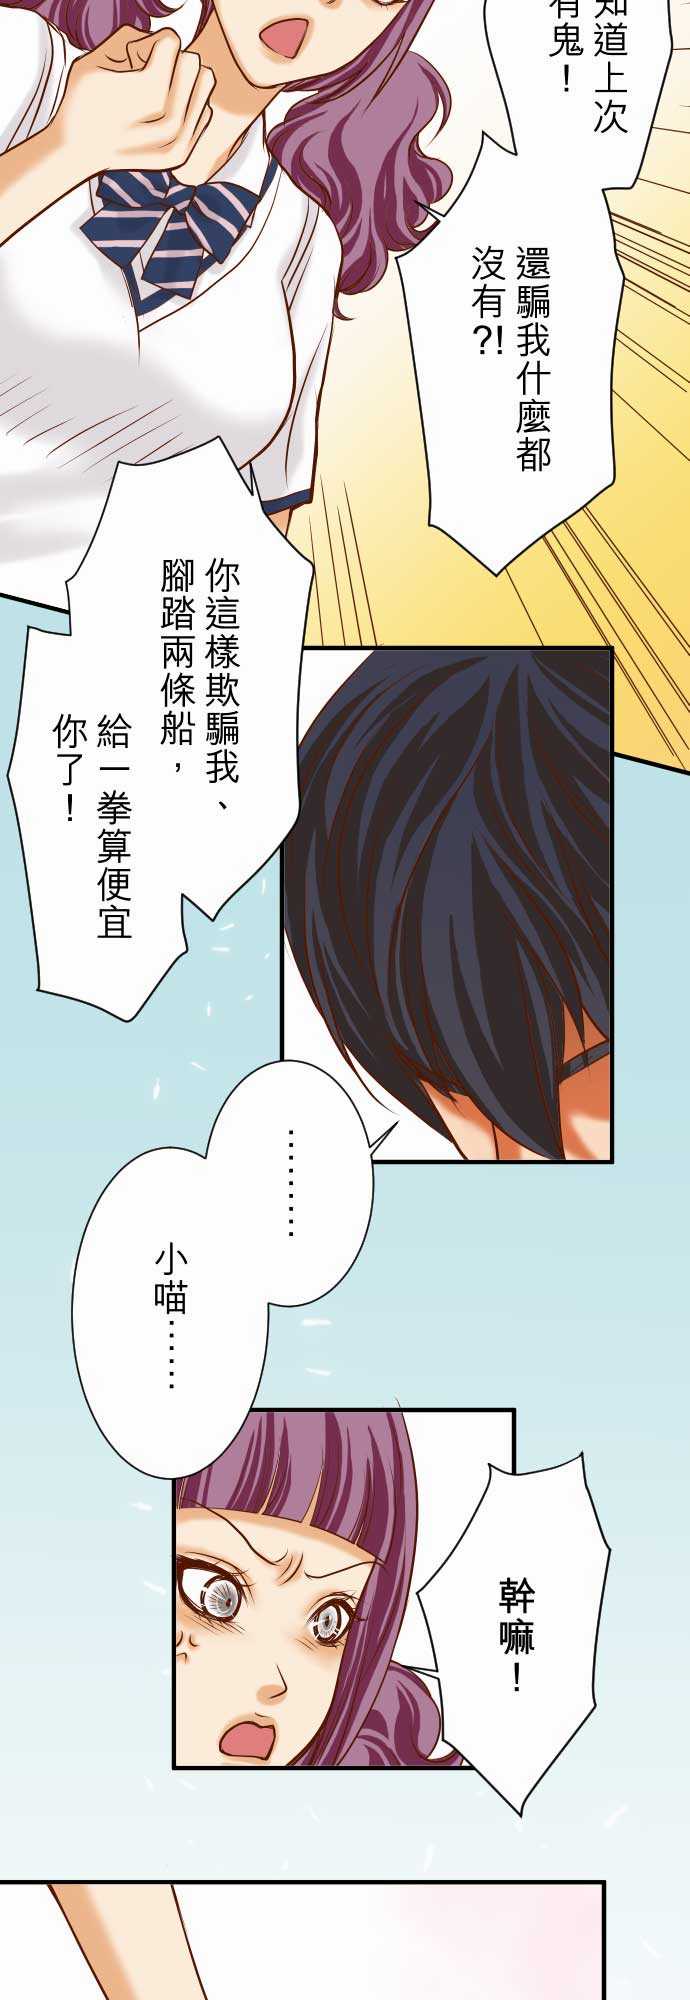 知道上次
有鬼！
還騙我什麼都
沒有?!
你這樣欺騙我、
腳踏兩條船，
給一拳算便宜
你了！
………
小喵……
幹嘛！